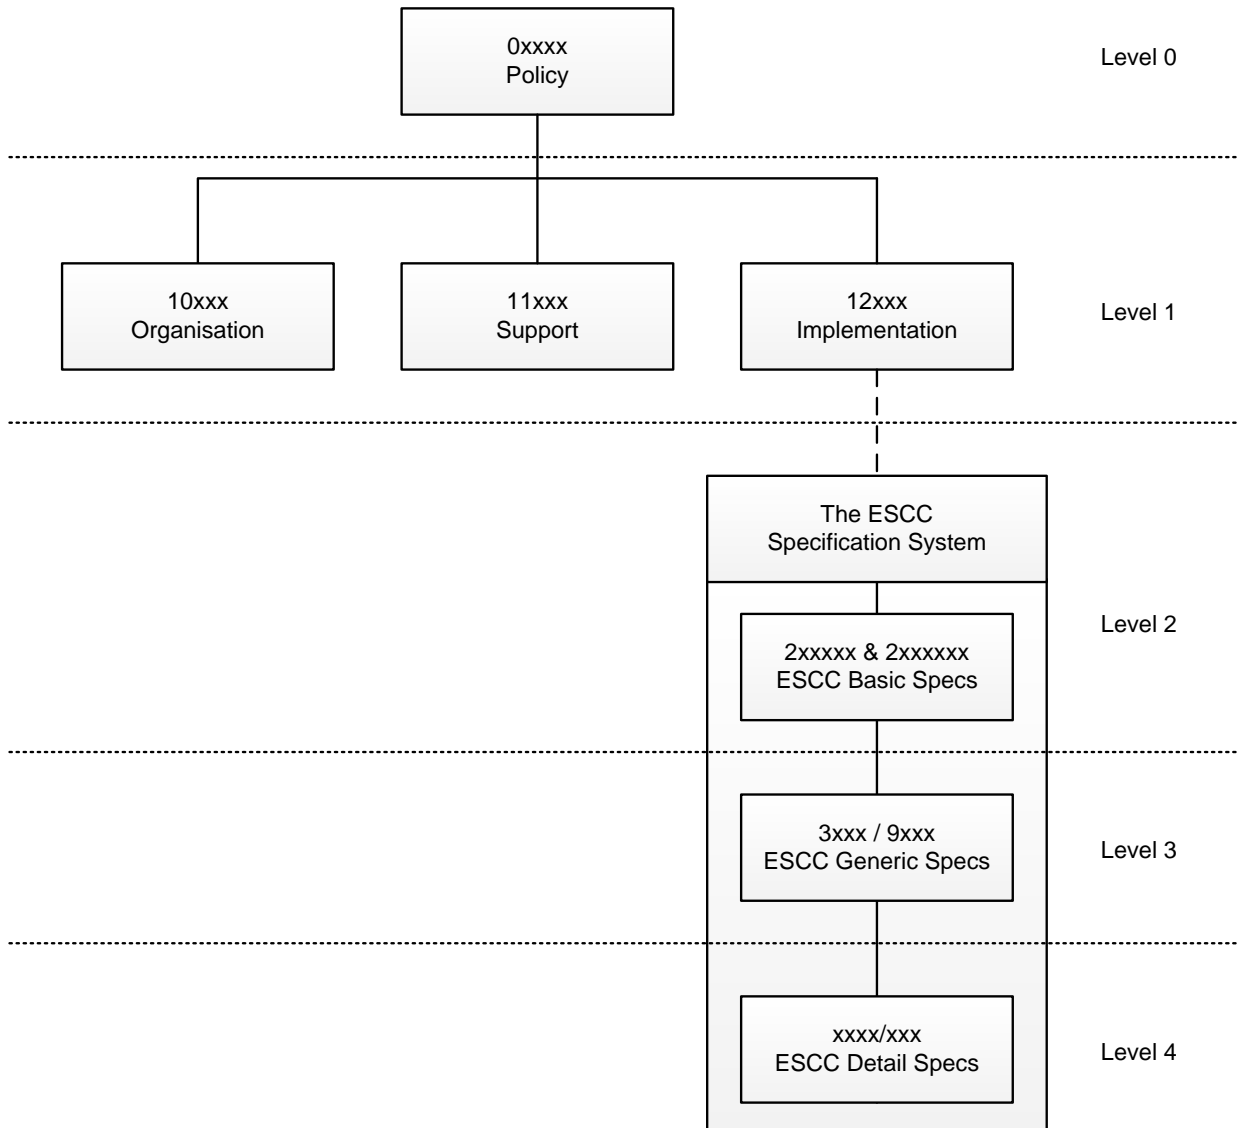 0xxxx
Policy
Level 0
10xxx
Organisation
11xxx
Support
12xxx
Implementation
Level 1
The ESCC
Specification System
2xxxxx & 2xxxxxx
ESCC Basic Specs
Level 2
3xxx / 9xxx
ESCC Generic Specs
Level 3
xxxx/xxx
ESCC Detail Specs
Level 4